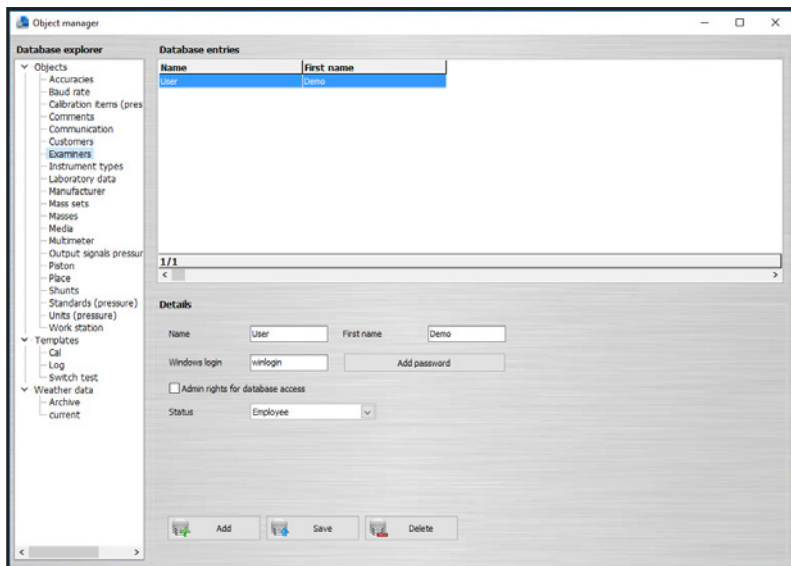 Object manager
Database explorer
Objects
Accuracies
Baud rate
Calibration items (pres
Comments
Communication
Customers
Examiners
Instrument types
Laboratory data
Manufacturer
Mass sets
Masses
Media
Multimeter
Output signals pressur
Piston
Place
Shunts
Standards (pressure)
Units (pressure)
Work station
Templates
Cal
Log
Switch test
Weather data
Archive
current
Database entries
Name First name
User Demo
1/1
Details
Name User First name Demo
Windows login winlogin Add password
Admin rights for database access
Status Employee
Add Save Delete